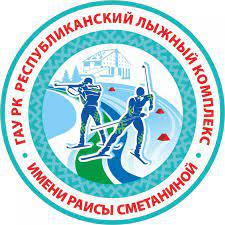 ГАУ РК РЕСПУБЛИКАНСКИЙ ЛЫЖНЫЙ КОМПЛЕКС
ИМЕНИ РАИСЫ СМЕТАНИНОЙ